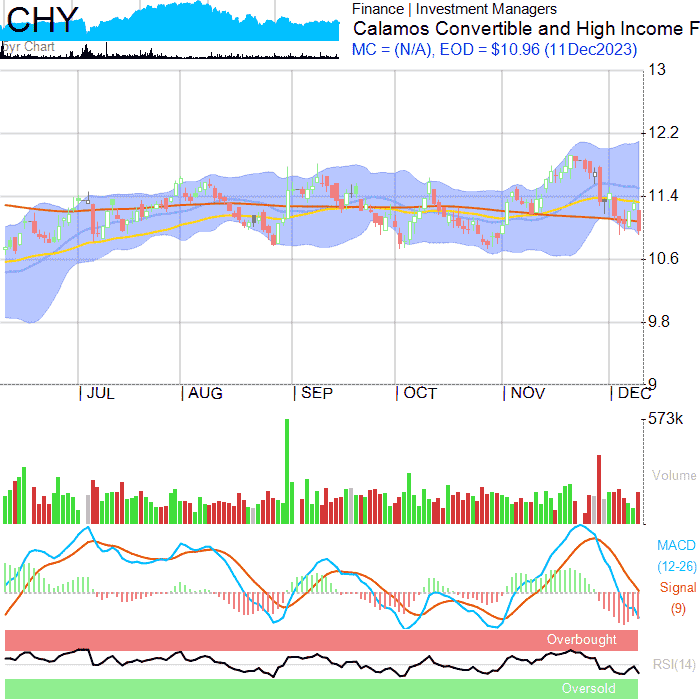 CHY
Finance | Investment Managers
Calamos Convertible and High Income F
5yr Chart
MC = (N/A), EOD = $10.96 (11Dec2023)
13
12.2
11.4
10.6
9.8
9
| JUL | AUG | SEP | OCT | NOV | DEC
573k
Volume
MACD
(12-26)
Signal
(9)
Overbought
RSI(14)
Oversold